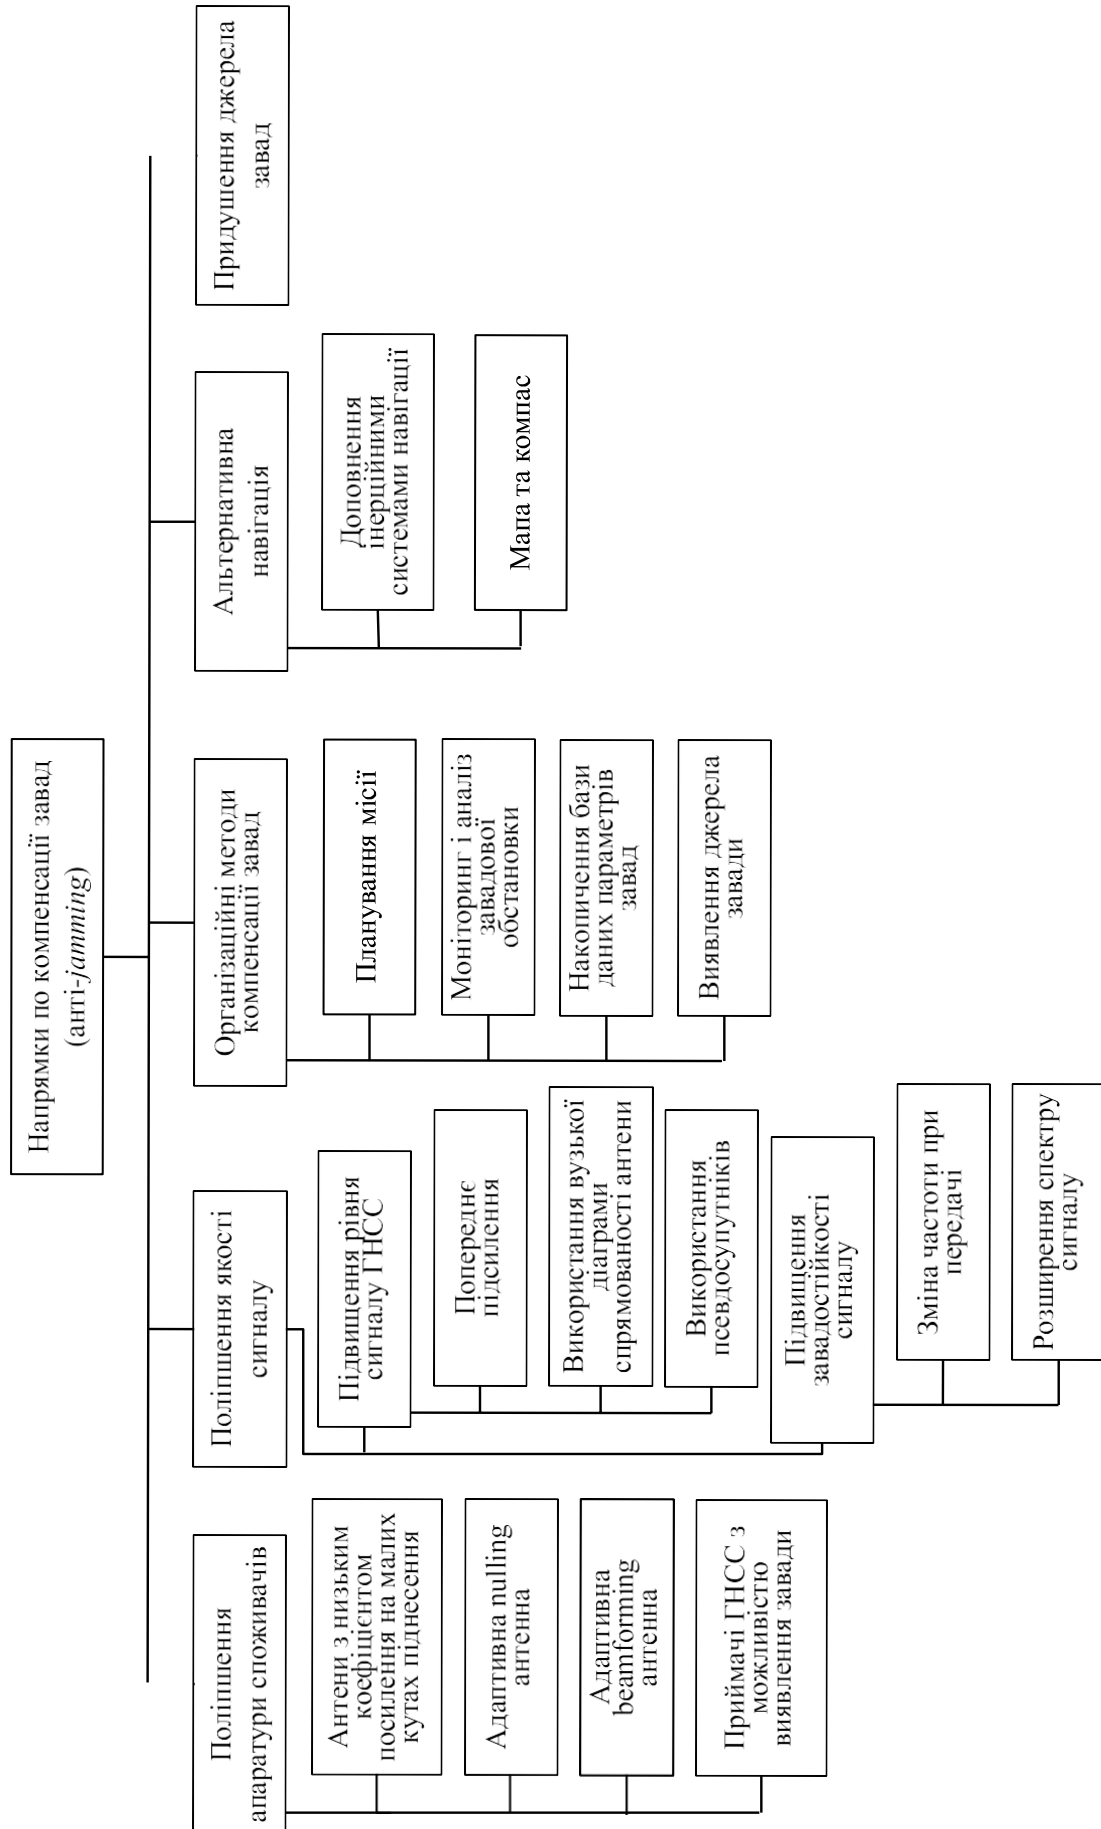 Напрямки по компенсації завад
(анті-jamming)
Поліпшення
апаратури споживачів
Антени з низьким
коефіцієнтом
посилення на малих
кутах піднесення
Адаптивна nulling
антенна
Адаптивна
beamforming
антенна
Приймачі ГНСС з
можливістю
виявлення завади
Поліпшення якості
сигналу
Підвищення рівня
сигналу ГНСС
Попереднє
підсилення
Використання вузької
діаграми
спрямованості антени
Використання
псевдосупутників
Підвищення
завадостійкості
сигналу
Зміна частоти при
передачі
Розширення спектру
сигналу
Організаційні методи
компенсації завад
Планування місії
Моніторинг і аналіз
завадової
обстановки
Накопичення бази
даних параметрів
завад
Виявлення джерела
завади
Альтернативна
навігація
Доповнення
інерційними
системами навігації
Мапа та компас
Придушення джерела
завад